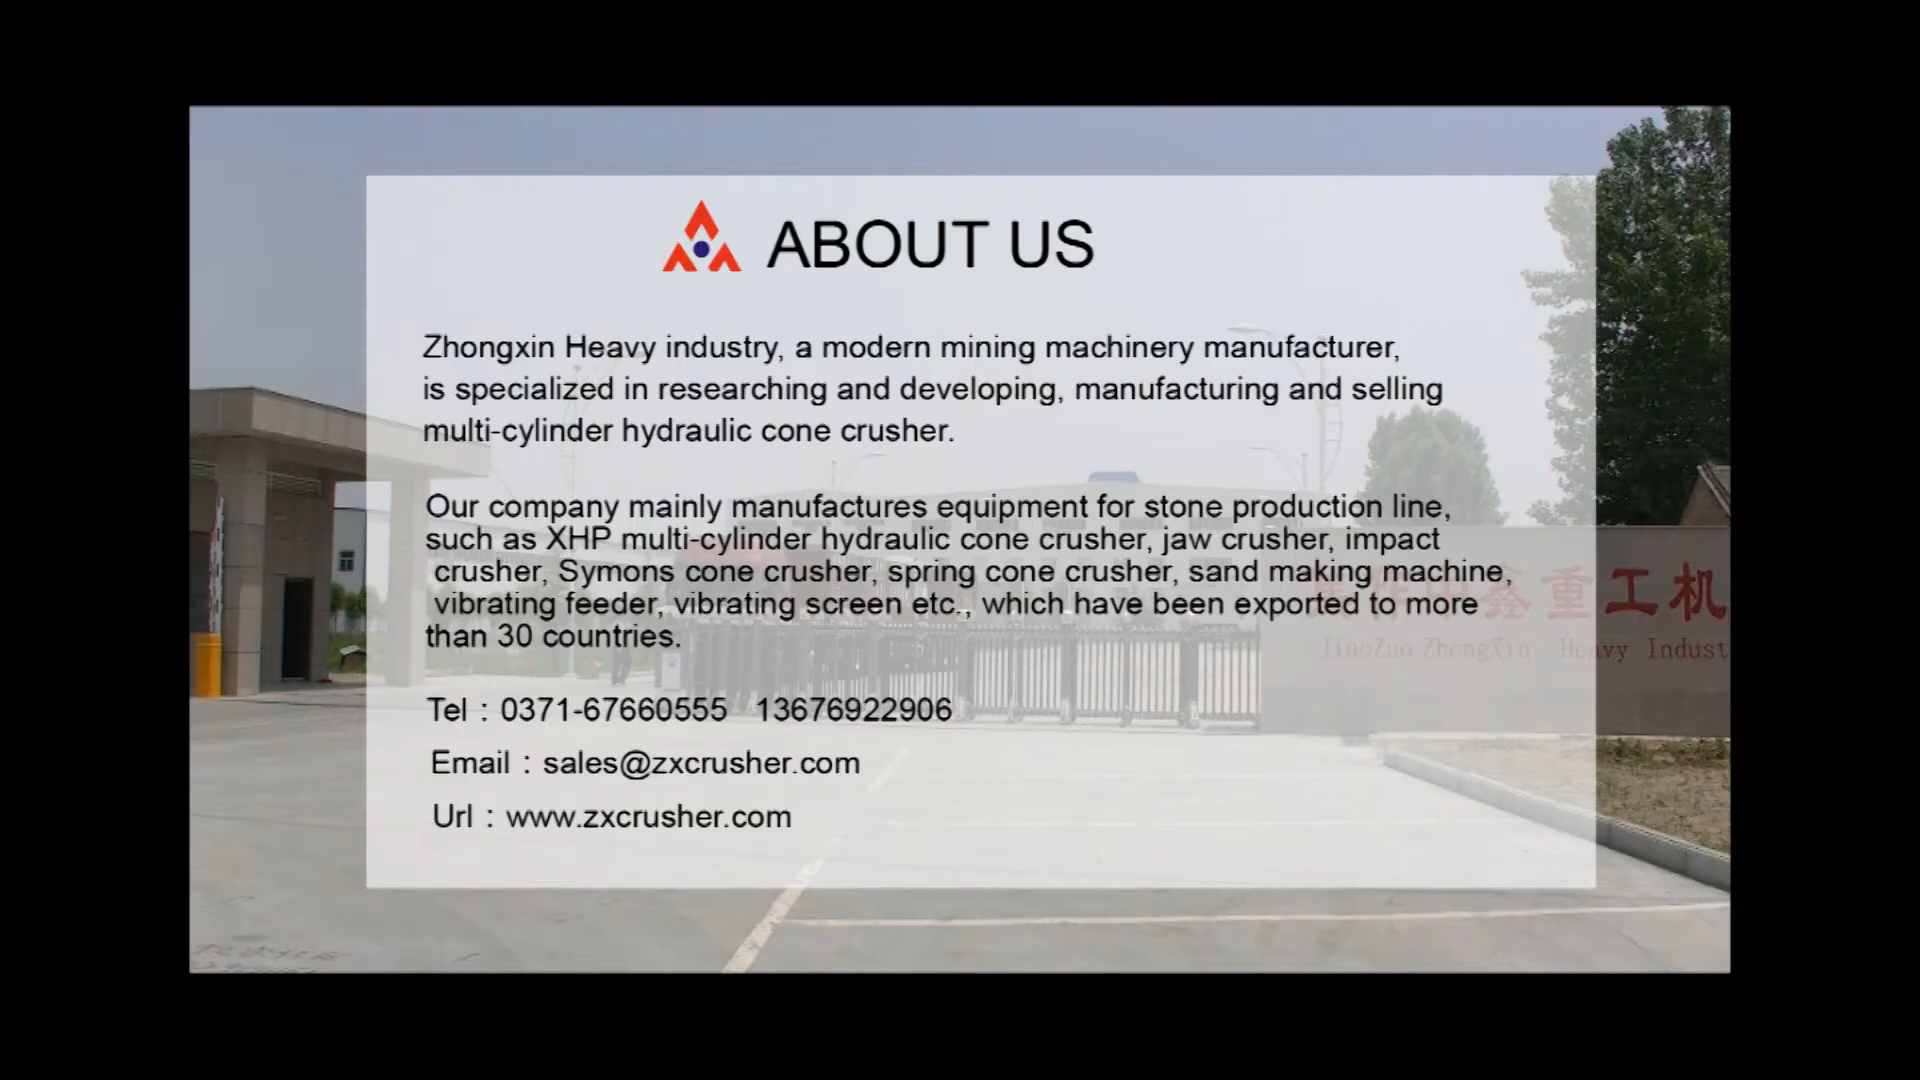 ABOUT US
Zhongxin Heavy industry, a modern mining machinery manufacturer,
is specialized in researching and developing, manufacturing and selling
multi-cylinder hydraulic cone crusher.
Our company mainly manufactures equipment for stone production line,
such as XHP multi-cylinder hydraulic cone crusher, jaw crusher, impact
crusher, Symons cone crusher, spring cone crusher, sand making machine,
vibrating feeder, vibrating screen etc., which have been exported to more
than 30 countries.
鑫重工机
JiaoZuo ZhongXin Heavy Indust
Tel：0371-67660555 13676922906
Email：sales@zxcrusher.com
Url：www.zxcrusher.com